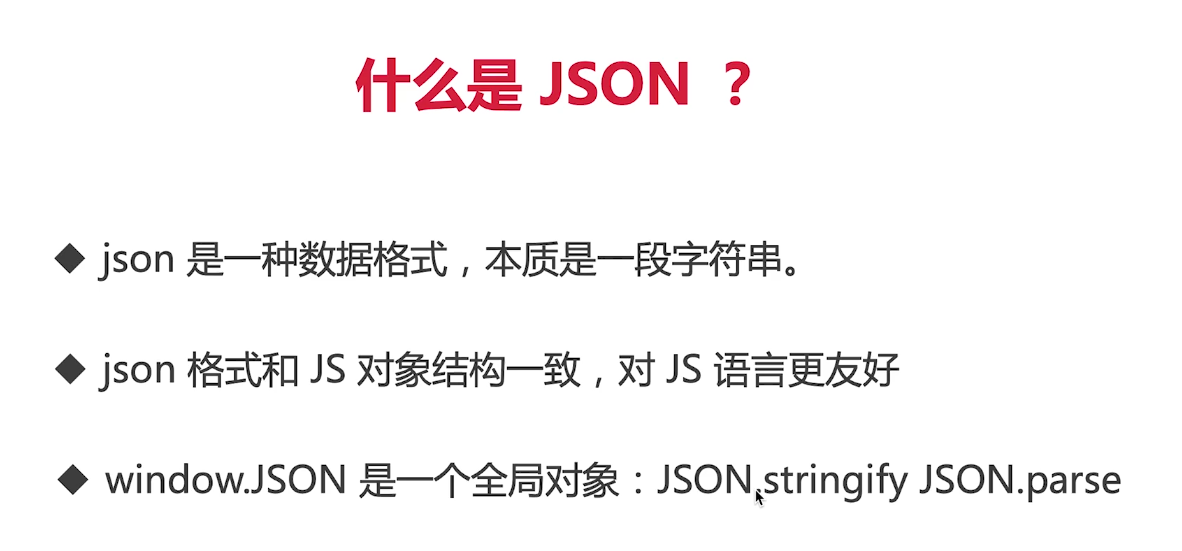 什么是 JSON ？
◆ json 是一种数据格式，本质是一段字符串。
◆ json 格式和 JS 对象结构一致，对 JS 语言更友好
◆ window.JSON 是一个全局对象：JSON.stringify JSON.parse